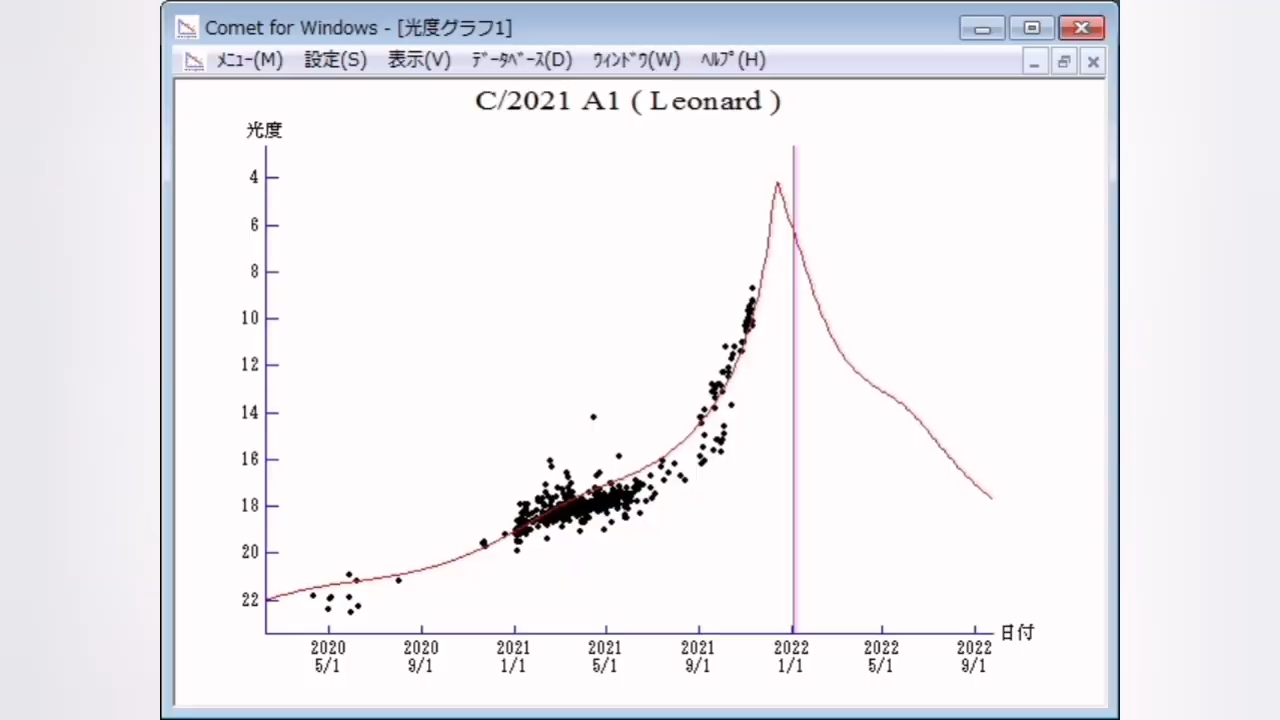 Comet for Windows - [光度グラフ1]
ﾒﾆｭｰ(M) 設定(S) 表示(V) ﾃﾞｰﾀﾍﾞｰｽ(D) ｳｨﾝﾄﾞｳ(W) ﾍﾙﾌﾟ(H)
C/2021 A1 ( Leonard )
光度
4
6
8
10
12
14
16
18
20
22
日付
2020 2020 2021 2021 2021 2022 2022 2022
5/1 9/1 1/1 5/1 9/1 1/1 5/1 9/1